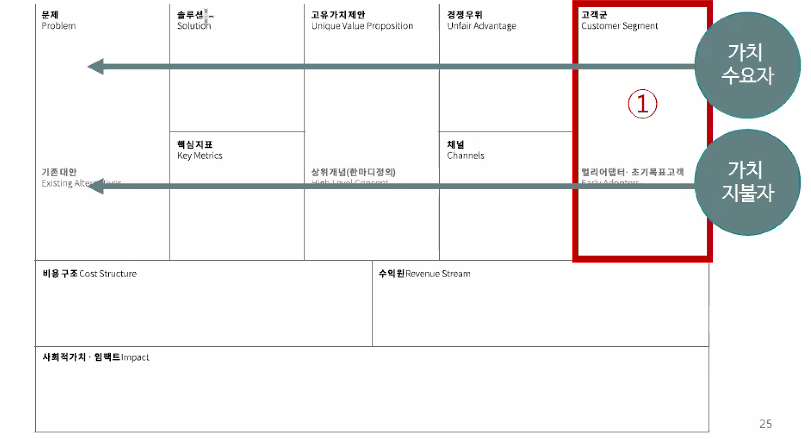 문제
Problem
솔루션
Solution
고유가치제안
Unique Value Proposition
경쟁우위
Unfair Advantage
고객군
Customer Segment
가치
수요자
①
핵심지표
Key Metrics
채널
Channels
기존 대안
Existing Alternatives
상위개념(한마디정의)
High Level Concept
얼리어댑터· 초기목표고객
Early Adopters
가치
지불자
비용 구조 Cost Structure
수익원Revenue Stream
사회적가치 · 임팩트Impact
25